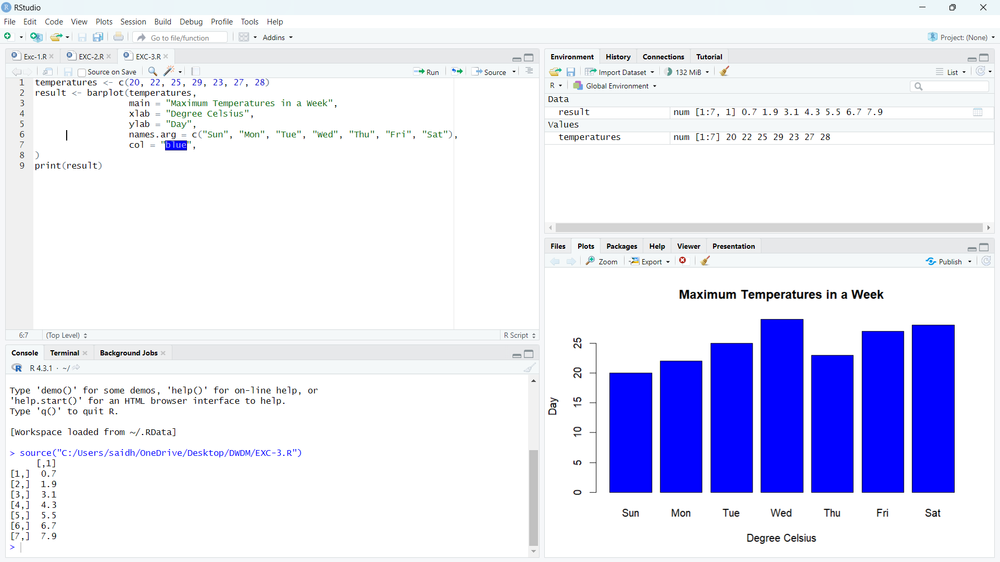 RStudio
File Edit Code View Plots Session Build Debug Profile Tools Help
Go to file/function Addins Project: (None)
Exc-1.R EXC-2.R EXC-3.R
Source on Save Run Source
1 temperatures <- c(20, 22, 25, 29, 23, 27, 28)
2 result <- barplot(temperatures,
3 main = "Maximum Temperatures in a Week",
4 xlab = "Degree Celsius",
5 ylab = "Day",
6 names.arg = c("Sun", "Mon", "Tue", "Wed", "Thu", "Fri", "Sat"),
7 col = "blue",
8 )
9 print(result)
6:7 (Top Level) R Script
Console Terminal Background Jobs
R 4.3.1 · ~/
Type 'demo()' for some demos, 'help()' for on-line help, or
'help.start()' for an HTML browser interface to help.
Type 'q()' to quit R.
[Workspace loaded from ~/.RData]
> source("C:/Users/saidh/OneDrive/Desktop/DWDM/EXC-3.R")
[,1]
[1,] 0.7
[2,] 1.9
[3,] 3.1
[4,] 4.3
[5,] 5.5
[6,] 6.7
[7,] 7.9
>
Environment History Connections Tutorial
Import Dataset 132 MiB List
R Global Environment
Data
result num [1:7, 1] 0.7 1.9 3.1 4.3 5.5 6.7 7.9
Values
temperatures num [1:7] 20 22 25 29 23 27 28
Files Plots Packages Help Viewer Presentation
Zoom Export Publish
Maximum Temperatures in a Week
25
20
15
10
5
0
Day
Sun Mon Tue Wed Thu Fri Sat
Degree Celsius